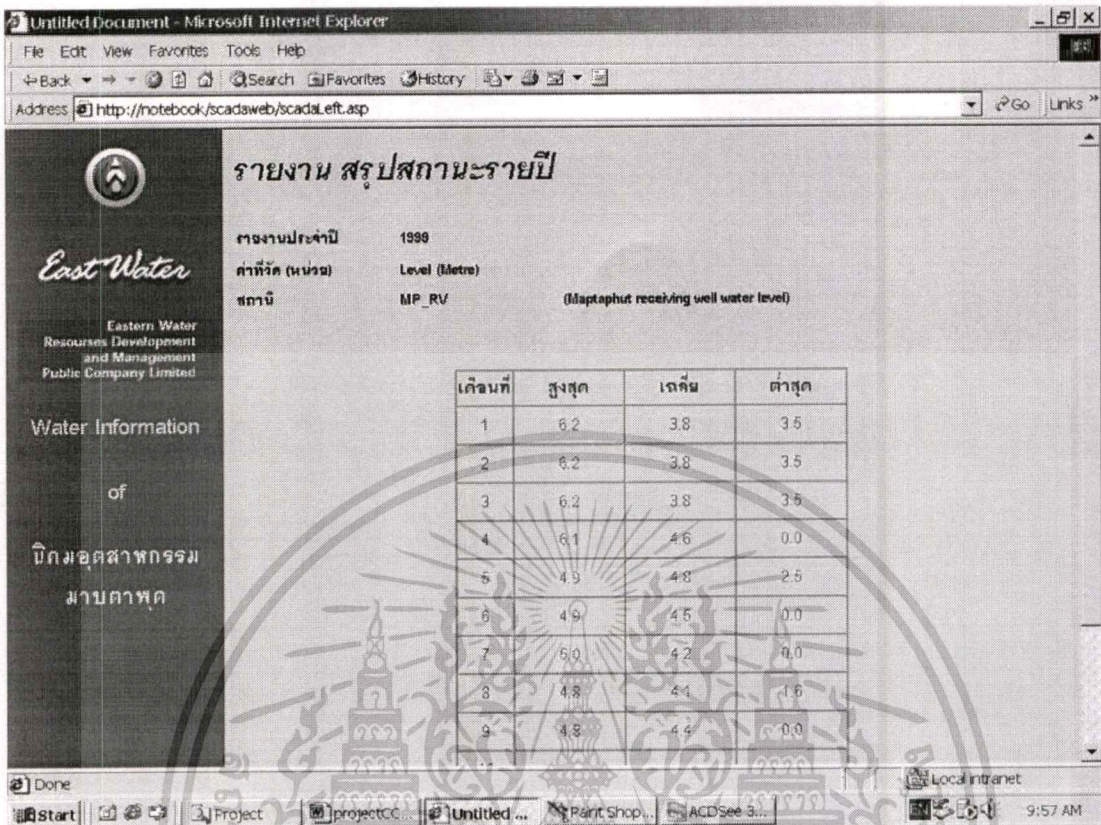 Untitled Document - Microsoft Internet Explorer
File Edit View Favorites Tools Help
Back Search Favorites History
Address http://notebook/scadaweb/scadaLeft.asp Go Links
East Water
Eastern Water
Resourses Development
and Management
Public Company Limited
Water Information
of
นิคมอุตสาหกรรม
มาบตาพุด
รายงาน สรุปสถานะรายปี
รายงานประจำปี 1999
ค่าที่วัด (หน่วย) Level (Metre)
สถานี MP_RV (Maptaphut receiving well water level)
เดือนที่ สูงสุด เฉลี่ย ต่ำสุด
1 6.2 3.8 3.5
2 6.2 3.8 3.5
3 6.2 3.8 3.5
4 6.1 4.6 0.0
5 4.9 4.8 2.5
6 4.9 4.5 0.0
7 4.2 0.0
8 4.8 1.6
9 4.8 4.4 0.0
Done Local intranet
Start Project projectCC... Untitled ... Paint Shop... ACDSee 3... 9:57 AM